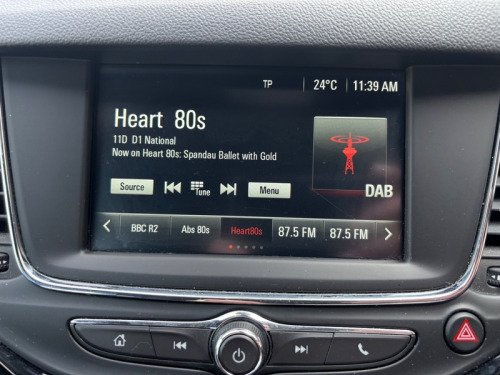 TP 24°C 11:39 AM
Heart 80s
11D D1 National
Now on Heart 80s: Spandau Ballet with Gold
Source Tune Menu
DAB
BBC R2 Abs 80s Heart80s 87.5 FM 87.5 FM